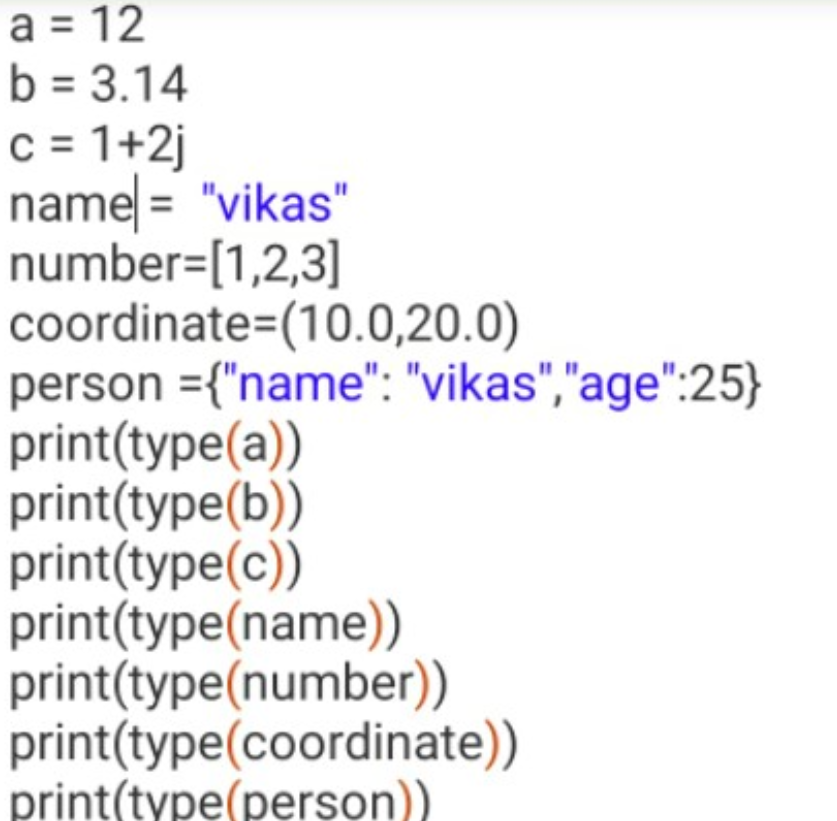 a = 12
b = 3.14
c = 1+2j
name =  "vikas"
number=[1,2,3]
coordinate=(10.0,20.0)
person ={"name": "vikas","age":25}
print(type(a))
print(type(b))
print(type(c))
print(type(name))
print(type(number))
print(type(coordinate))
print(type(person))